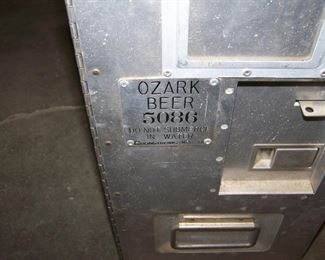 OZARK
BEER
5086
DO NOT SUBMERGE
IN WATER